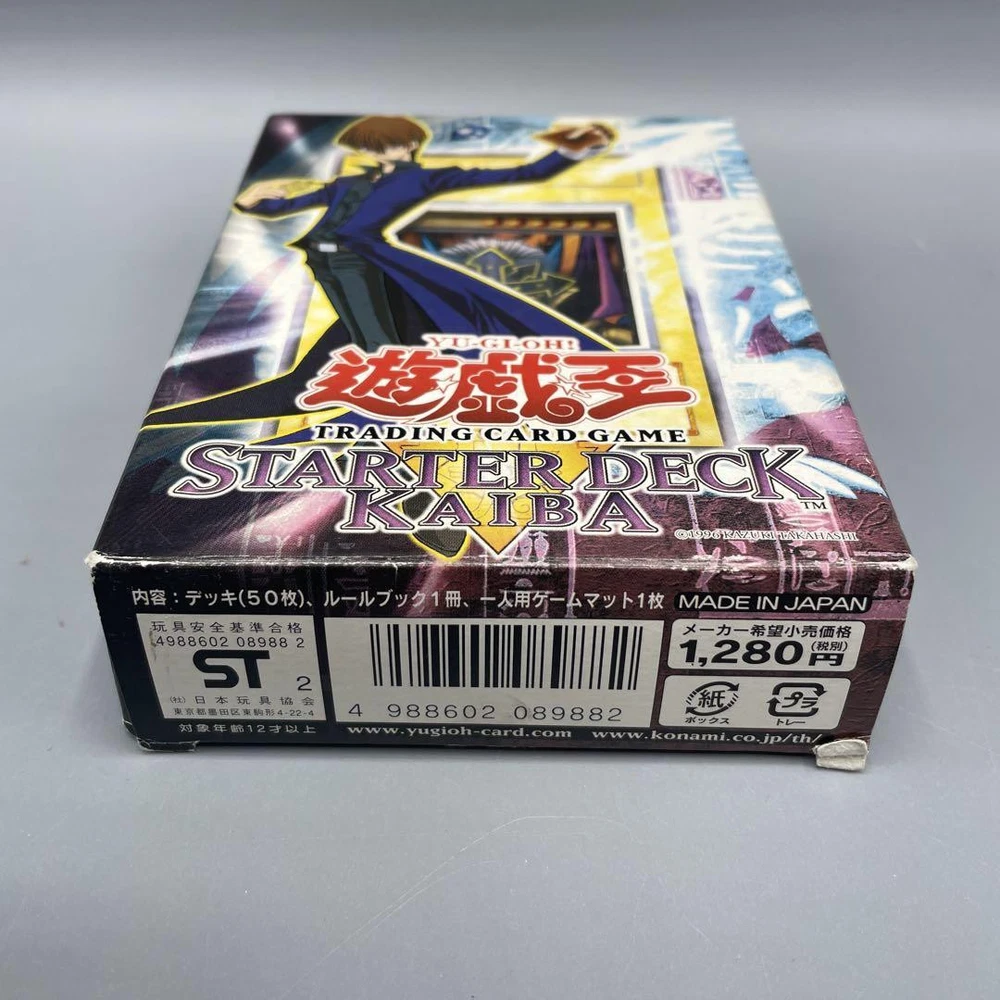 YU-GI-OH!
遊戯王
TRADING CARD GAME
STARTER DECK
KAIBA™
©1996 KAZUKI TAKAHASHI
内容：デッキ(50枚)、ルールブック1冊、一人用ゲームマット1枚 MADE IN JAPAN
玩具安全基準合格
4988602 08988 2
ST 2
(社) 日本玩具協会
東京都墨田区東駒形4-22-4
対象年齢12才以上
4 988602 089882
www.yugioh-card.com www.konami.co.jp/th/
メーカー希望小売価格
1,280円(税別)
紙
ボックス
プラ
トレー